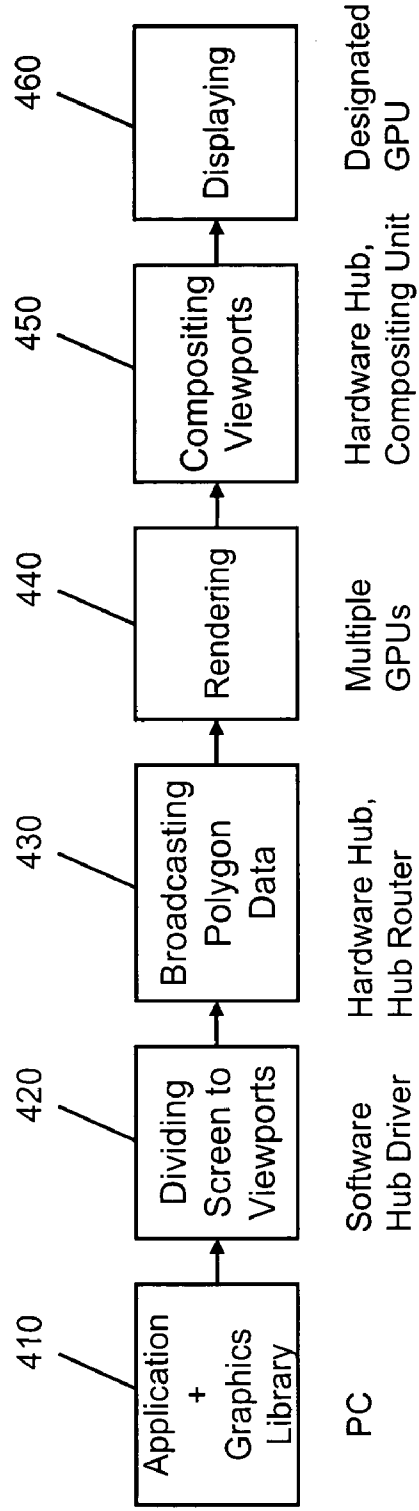 410
420
430
440
450
460
Application
+
Graphics
Library
Dividing
Screen to
Viewports
Broadcasting
Polygon
Data
Rendering
Compositing
Viewports
Displaying
PC
Software
Hub Driver
Hardware Hub,
Hub Router
Multiple
GPUs
Hardware Hub,
Compositing Unit
Designated
GPU